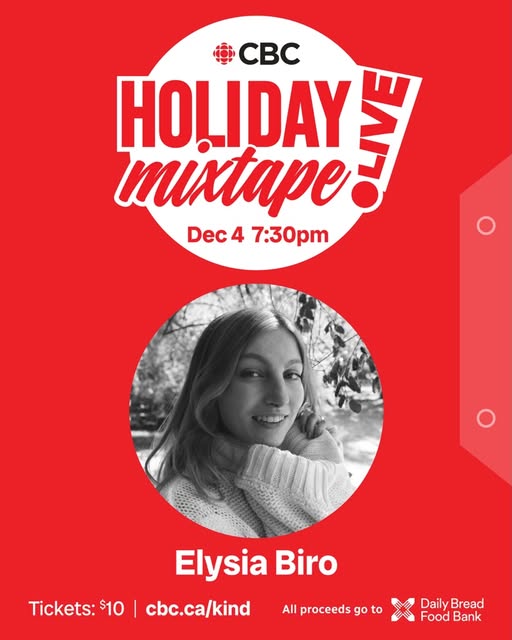 CBC
HOLIDAY
mixtape
LIVE!
Dec 4 7:30pm
Elysia Biro
Tickets: $10 | cbc.ca/kind
All proceeds go to Daily Bread
Food Bank